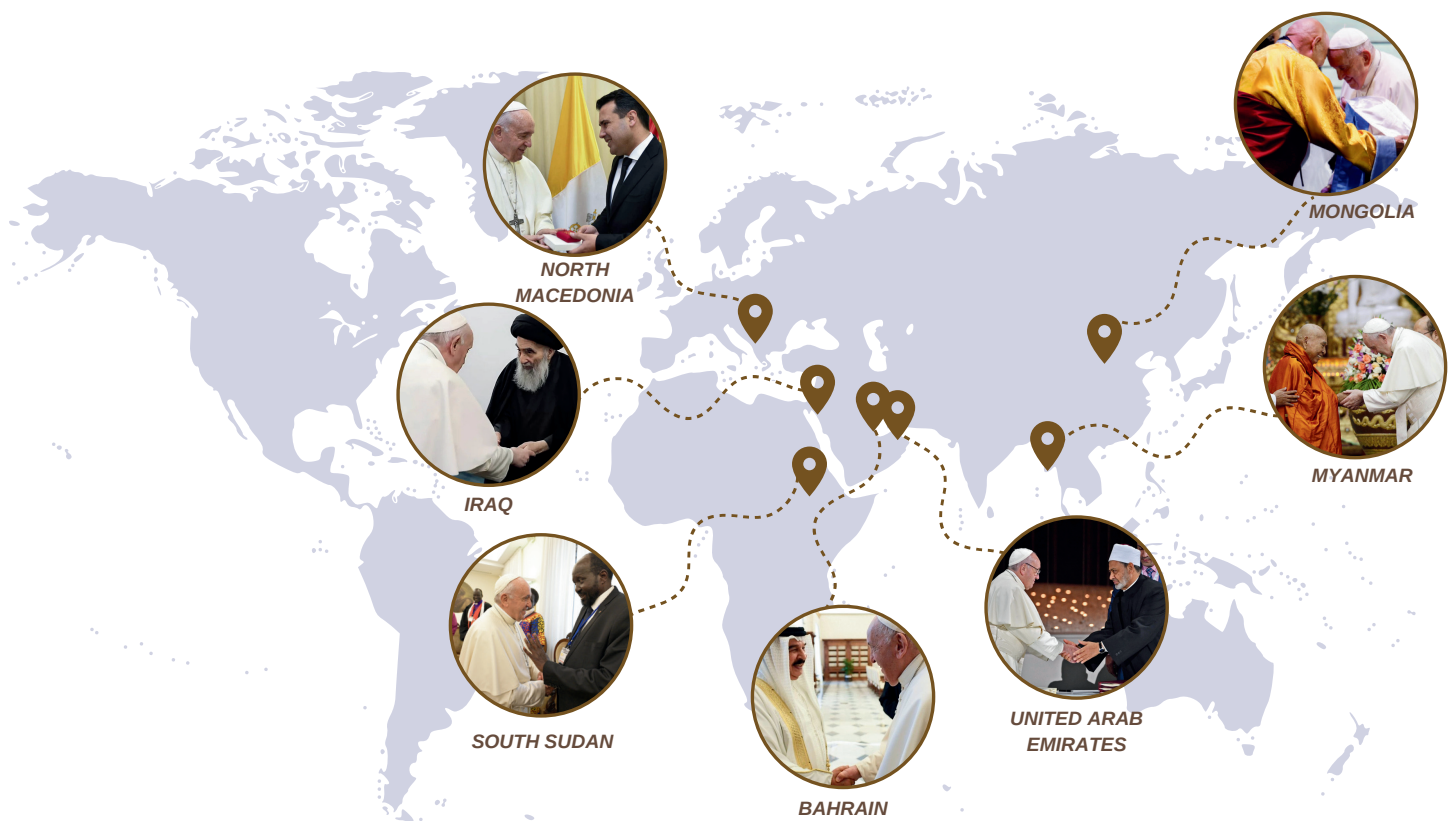 MONGOLIA
NORTH
MACEDONIA
MYANMAR
IRAQ
SOUTH SUDAN
UNITED ARAB
EMIRATES
BAHRAIN